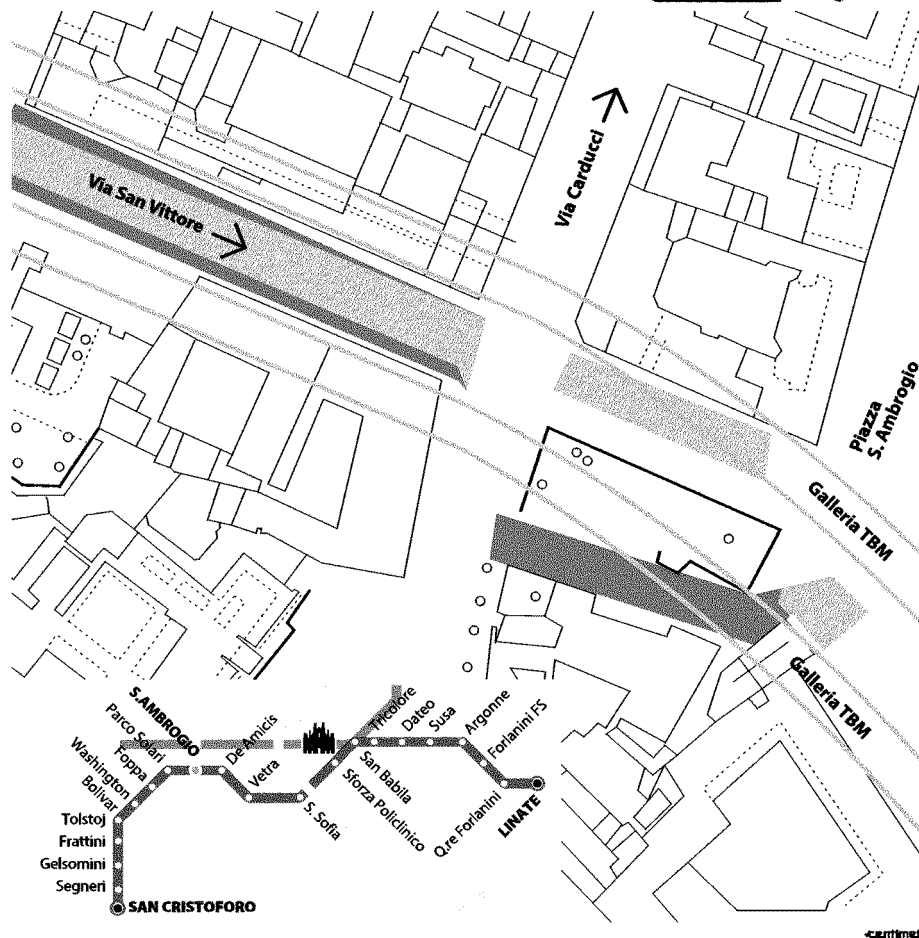 Via San Vittore
Via Carducci
Piazza
S. Ambrogio
Galleria TBM
Galleria TBM
S.AMBROGIO
Parco Solari
Foppa
Washington
Bolivar
Tolstoj
Frattini
Gelsomini
Segneri
SAN CRISTOFORO
De Amicis
Vetra
S. Sofia
Sforza Policlinico
San Babila
Tricolore
Dateo
Susa
Argonne
Forlanini FS
Q.re Forlanini
LINATE